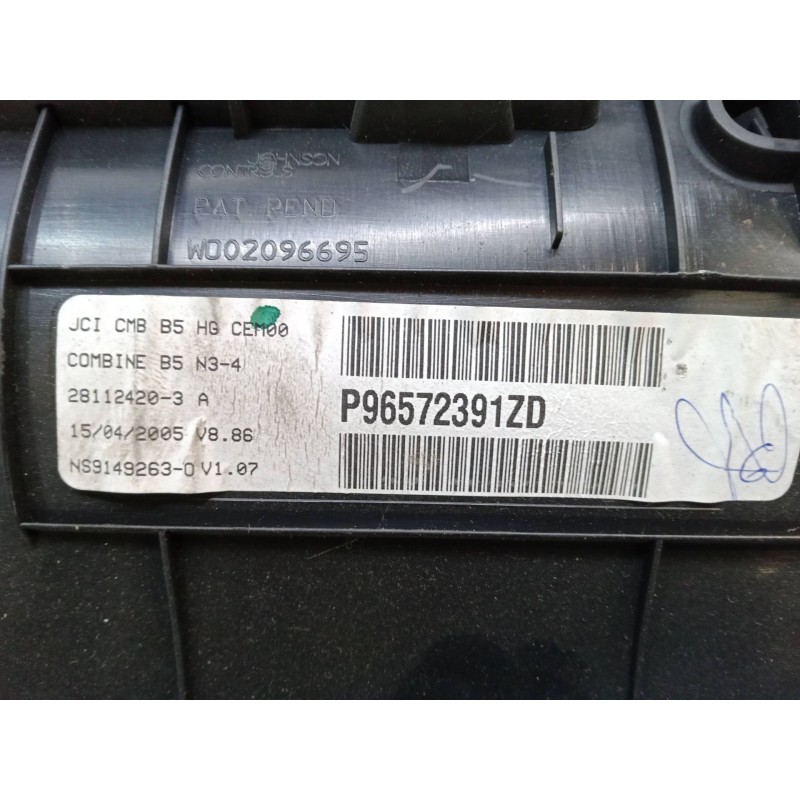 JOHNSON
CONTROLS
PAT PEND
WO02096695
JCI CMB B5 HG CEM00
COMBINE B5 N3-4
28112420-3 A
15/04/2005 V8.86
NS9149263-0 V1.07
P96572391ZD